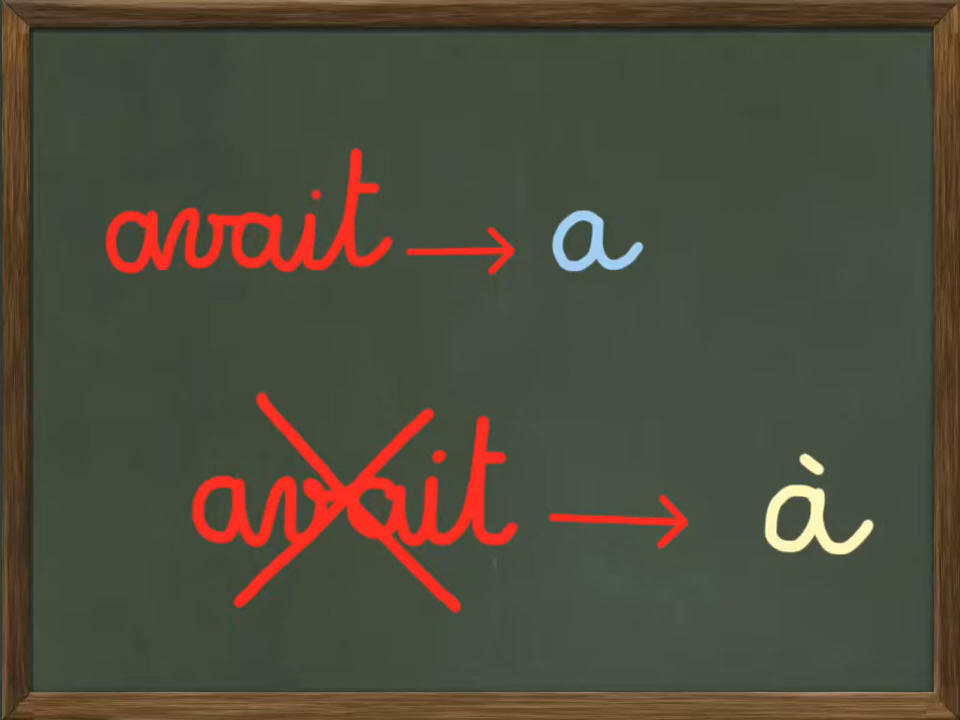 avait → a
avait → à